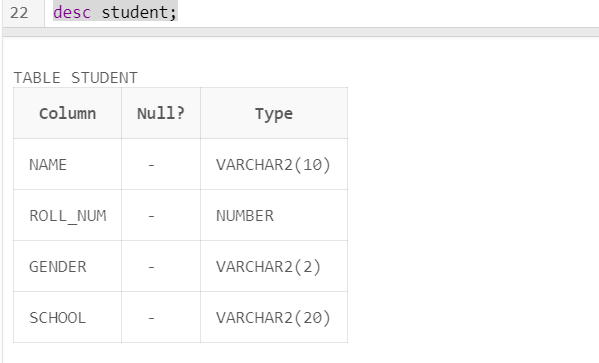 22 desc student;
TABLE STUDENT
Column Null? Type
NAME - VARCHAR2(10)
ROLL_NUM - NUMBER
GENDER - VARCHAR2(2)
SCHOOL - VARCHAR2(20)